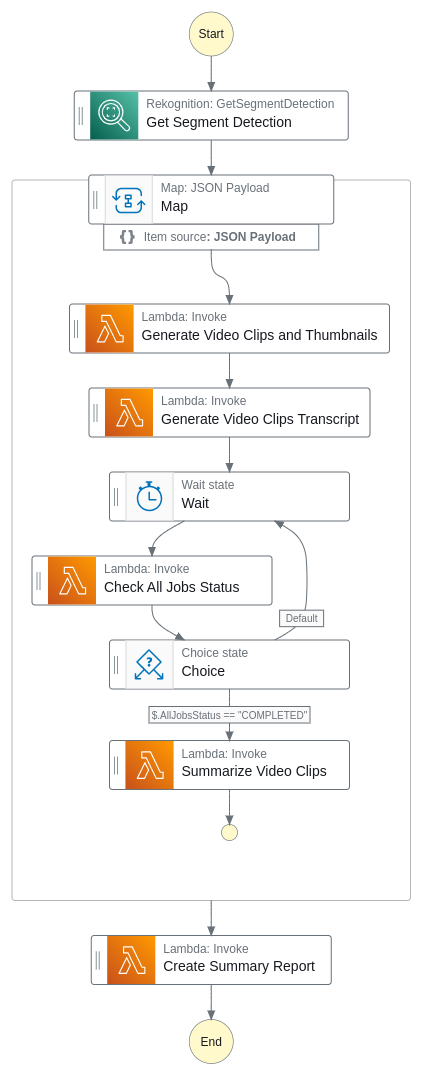 Start
Rekognition: GetSegmentDetection
Get Segment Detection
Map: JSON Payload
Map
{} Item source: JSON Payload
Lambda: Invoke
Generate Video Clips and Thumbnails
Lambda: Invoke
Generate Video Clips Transcript
Wait state
Wait
Lambda: Invoke
Check All Jobs Status
Default
Choice state
?
Choice
$.AllJobsStatus == "COMPLETED"
Lambda: Invoke
Summarize Video Clips
Lambda: Invoke
Create Summary Report
End